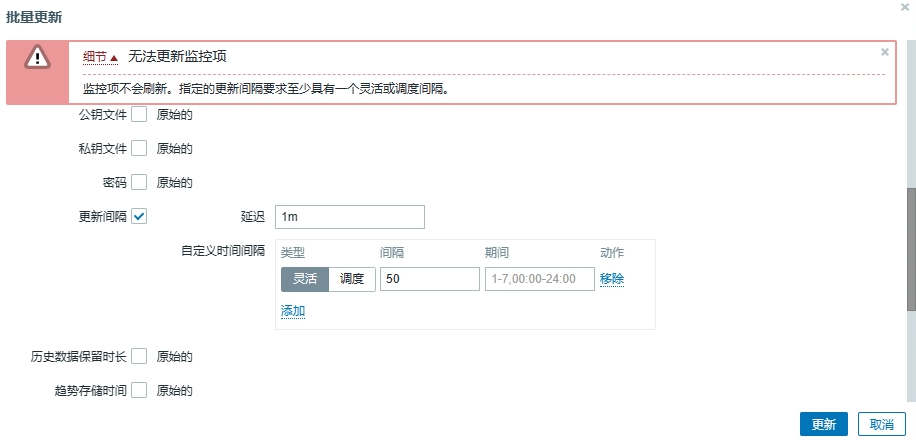 批量更新
细节 无法更新监控项
监控项不会刷新。指定的更新间隔要求至少具有一个灵活或调度间隔。
公钥文件 原始的
私钥文件 原始的
密码 原始的
更新间隔 延迟 1m
自定义时间间隔 类型 间隔 期间 动作
灵活 调度 50 1-7,00:00-24:00 移除
添加
历史数据保留时长 原始的
趋势存储时间 原始的
更新 取消